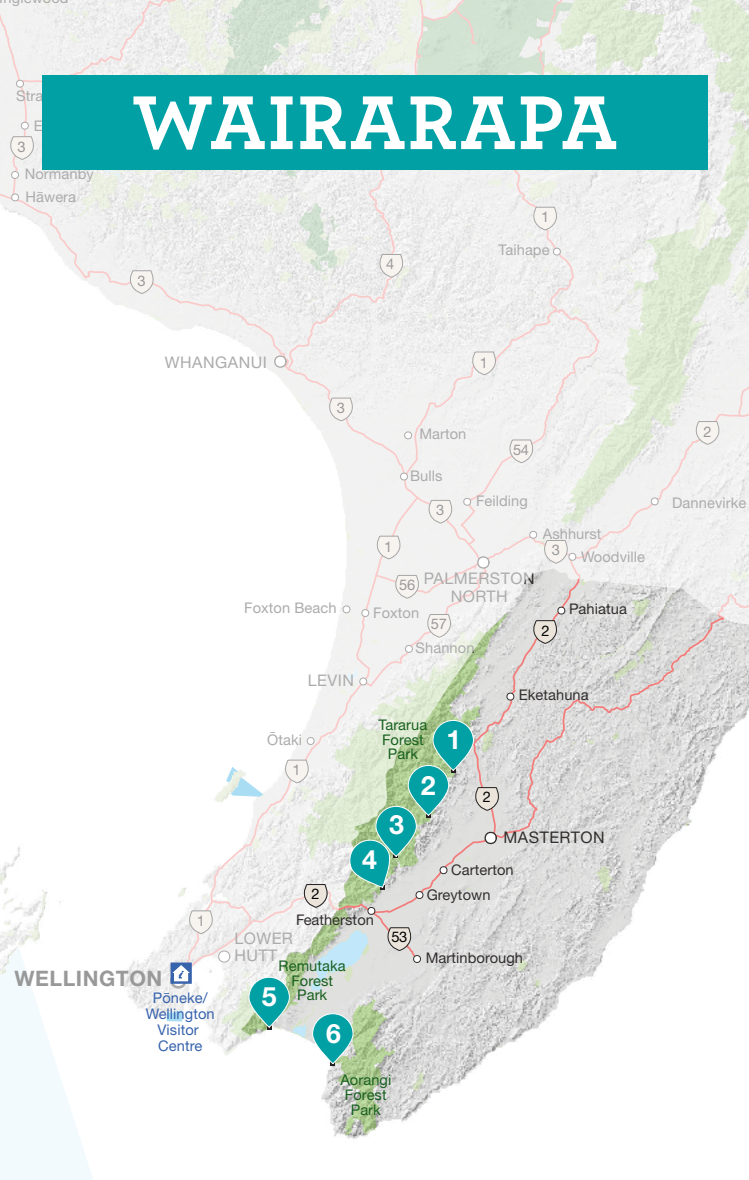 WAIRARAPA
Stra
E
3
Normanby
Hāwera
1
Taihape
4
3
WHANGANUI
1
3
Marton
2
54
Bulls
Feilding
Dannevirke
3
Ashhurst
1
3
Woodville
56
PALMERSTON
NORTH
Foxton Beach
Foxton
Pahiatua
57
2
Shannon
LEVIN
Eketahuna
Tararua
Forest
Park
Ōtaki
1
1
2
2
3
MASTERTON
4
Carterton
2
Greytown
Featherston
1
53
LOWER
HUTT
Martinborough
WELLINGTON
Remutaka
Forest
Park
Pōneke/
Wellington
Visitor
Centre
5
6
Aorangi
Forest
Park